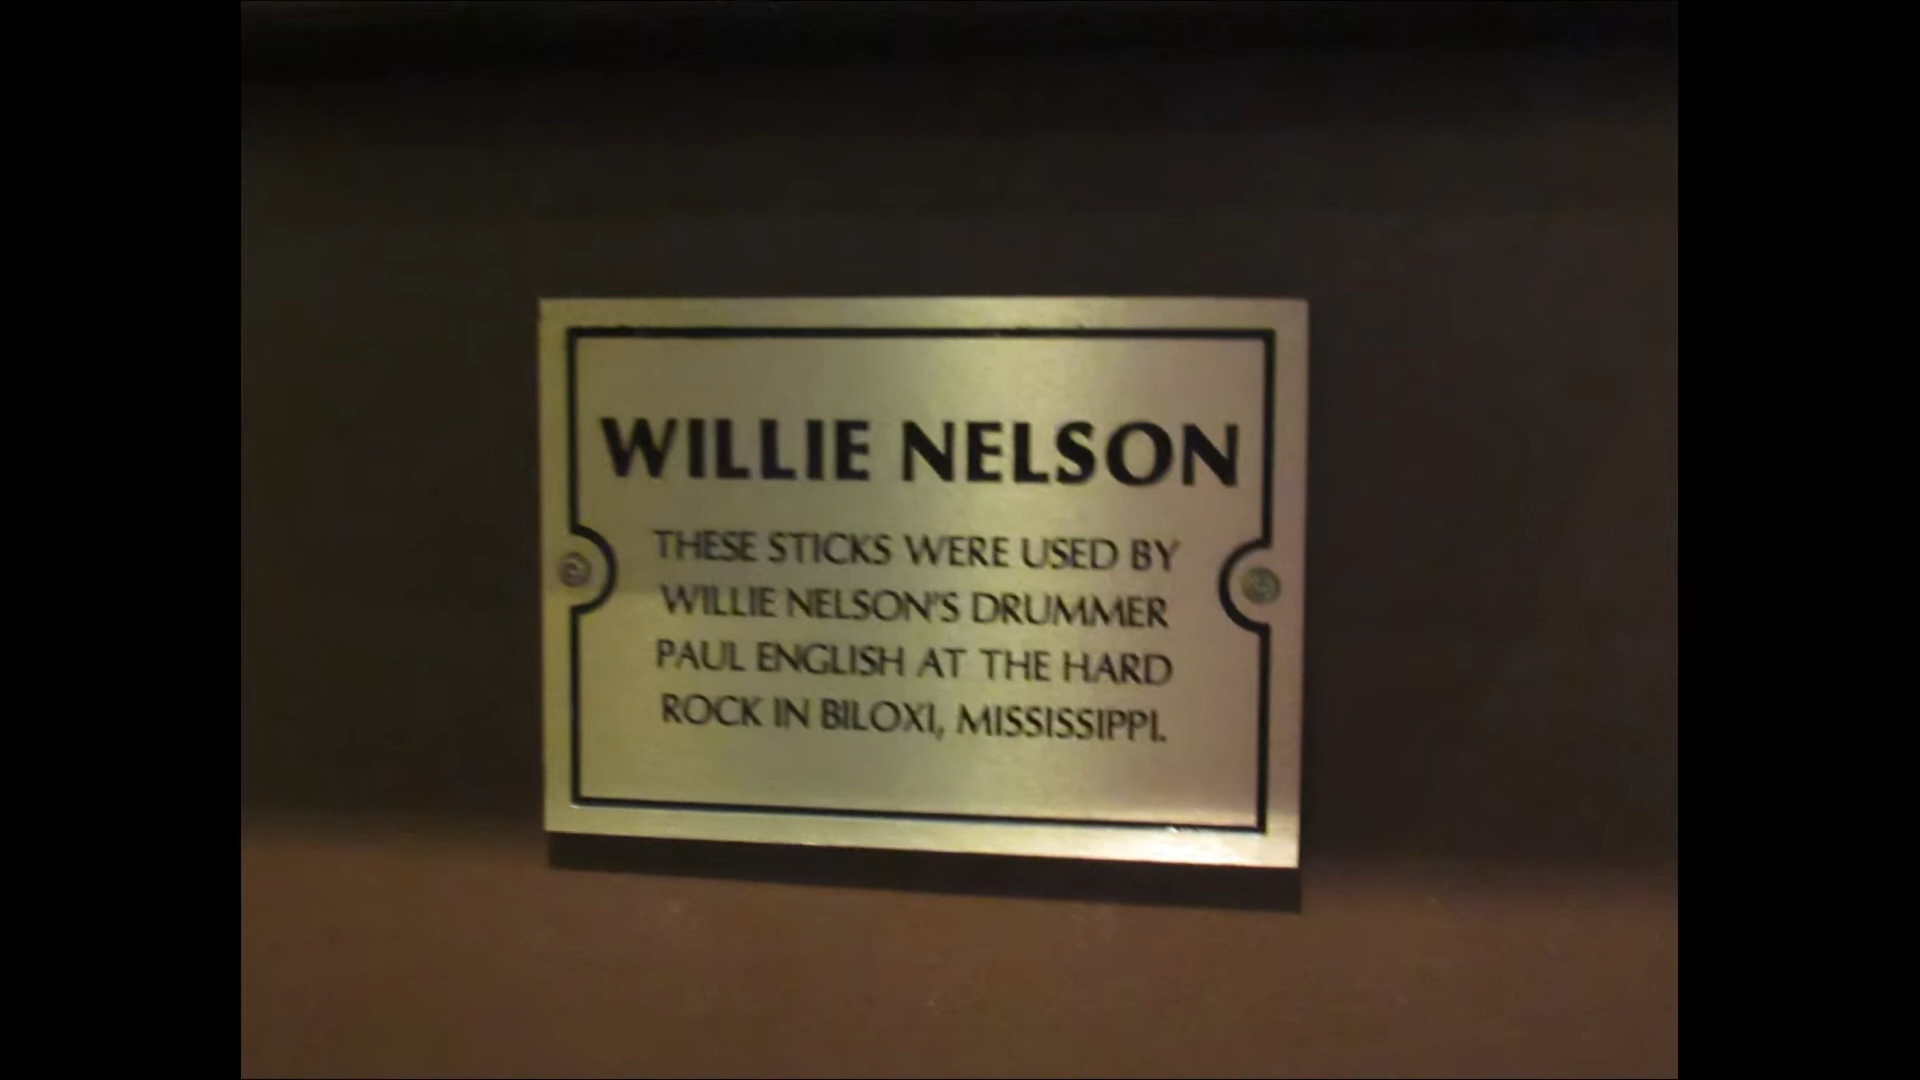 WILLIE NELSON
THESE STICKS WERE USED BY
WILLIE NELSON'S DRUMMER
PAUL ENGLISH AT THE HARD
ROCK IN BILOXI, MISSISSIPPI.